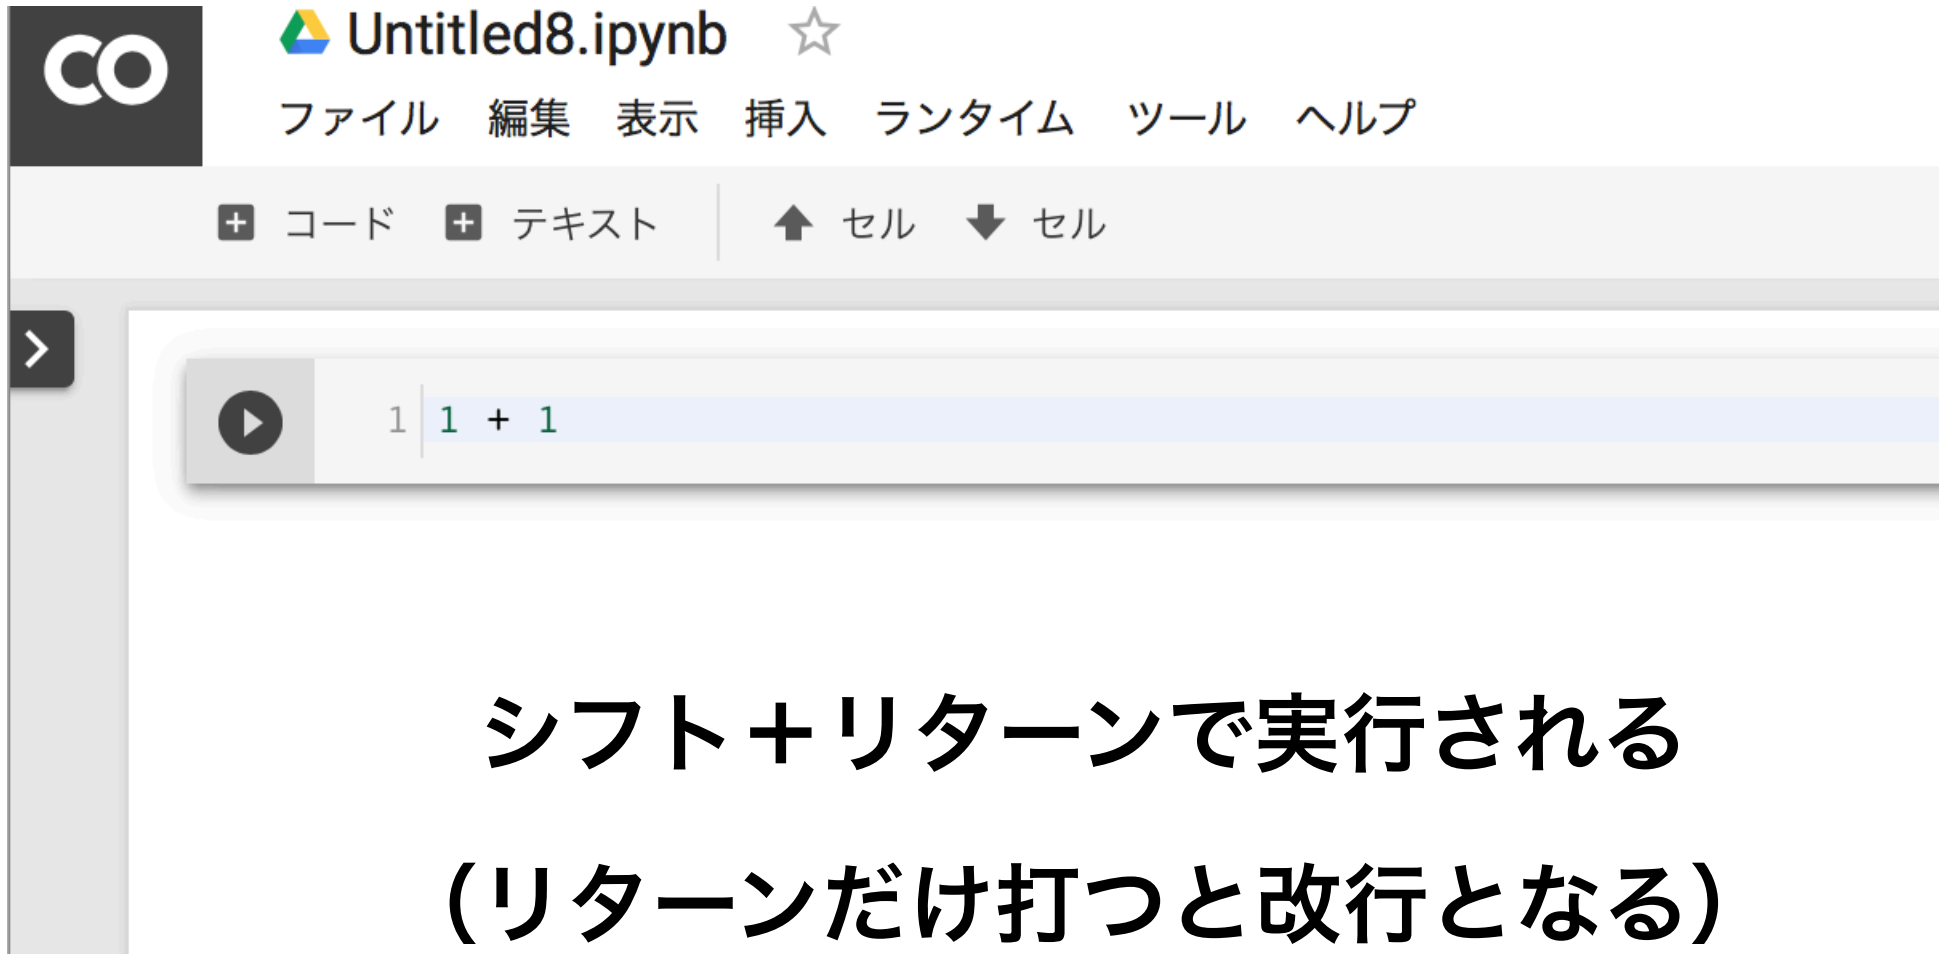 CO
Untitled8.ipynb
ファイル 編集 表示 挿入 ランタイム ツール ヘルプ
コード テキスト セル セル
1 1 + 1
シフト＋リターンで実行される
（リターンだけ打つと改行となる）